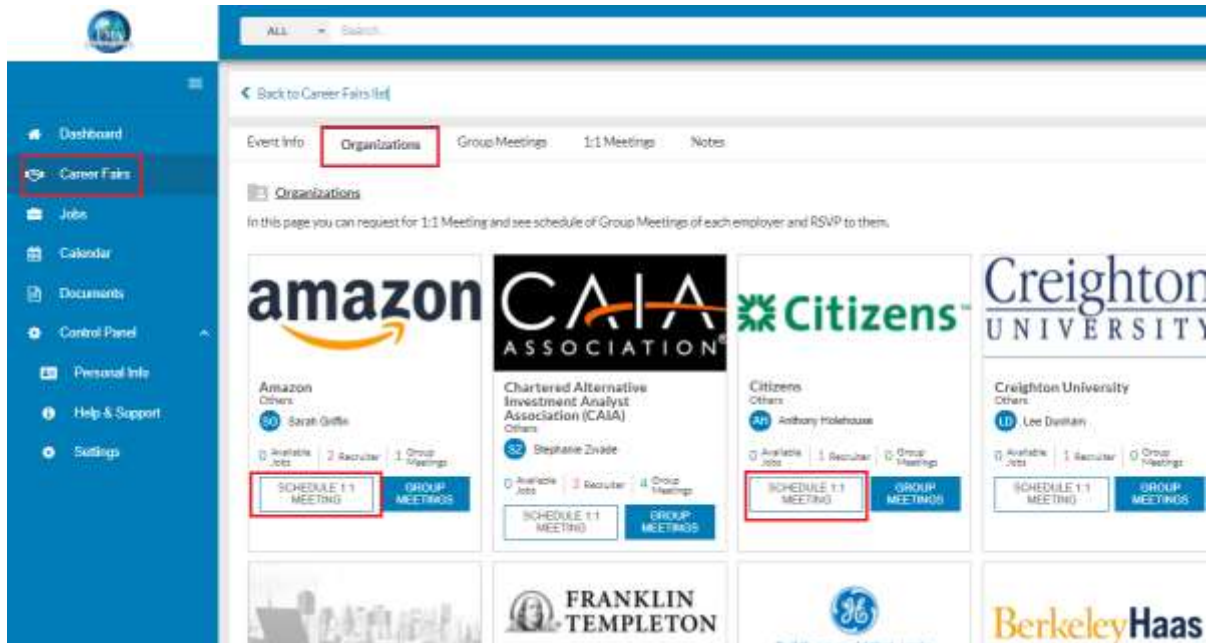 ALL
Search
Back to Career Fairs list
Dashboard
Career Fairs
Jobs
Calendar
Documents
Control Panel
Personal Info
Help & Support
Settings
Event Info Organizations Group Meetings 1:1 Meetings Notes
Organizations
In this page you can request for 1:1 Meeting and see schedule of Group Meetings of each employer and RSVP to them.
amazon
Amazon
Others
SG Sarah Griffin
0 Available Jobs 2 Recruiter 1 Group Meetings
SCHEDULE 1:1
MEETING
GROUP
MEETINGS
CAIA
ASSOCIATION®
Chartered Alternative
Investment Analyst
Association (CAIA)
Others
SZ Stephanie Zwade
0 Available Jobs Recruiter 4 Group Meetings
SCHEDULE 1:1
MEETING
GROUP
MEETINGS
Citizens™
Citizens
Others
AH Anthony Holehouse
0 Available Jobs 1 Recruiter 0 Group Meetings
SCHEDULE 1:1
MEETING
GROUP
MEETINGS
Creighton
UNIVERSITY
Creighton University
Others
LD Lee Dunham
0 Available Jobs 1 Recruiter 0 Group Meetings
SCHEDULE 1:1
MEETING
GROUP
MEETINGS
FRANKLIN
TEMPLETON
BerkeleyHaas